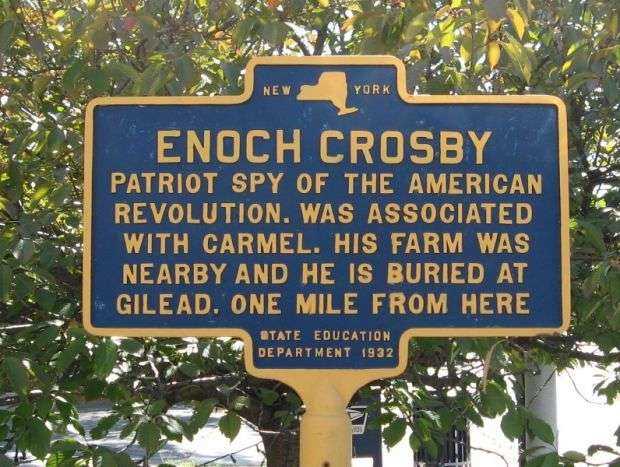 NEW YORK
ENOCH CROSBY
PATRIOT SPY OF THE AMERICAN
REVOLUTION. WAS ASSOCIATED
WITH CARMEL. HIS FARM WAS
NEARBY AND HE IS BURIED AT
GILEAD. ONE MILE FROM HERE
STATE EDUCATION
DEPARTMENT 1932